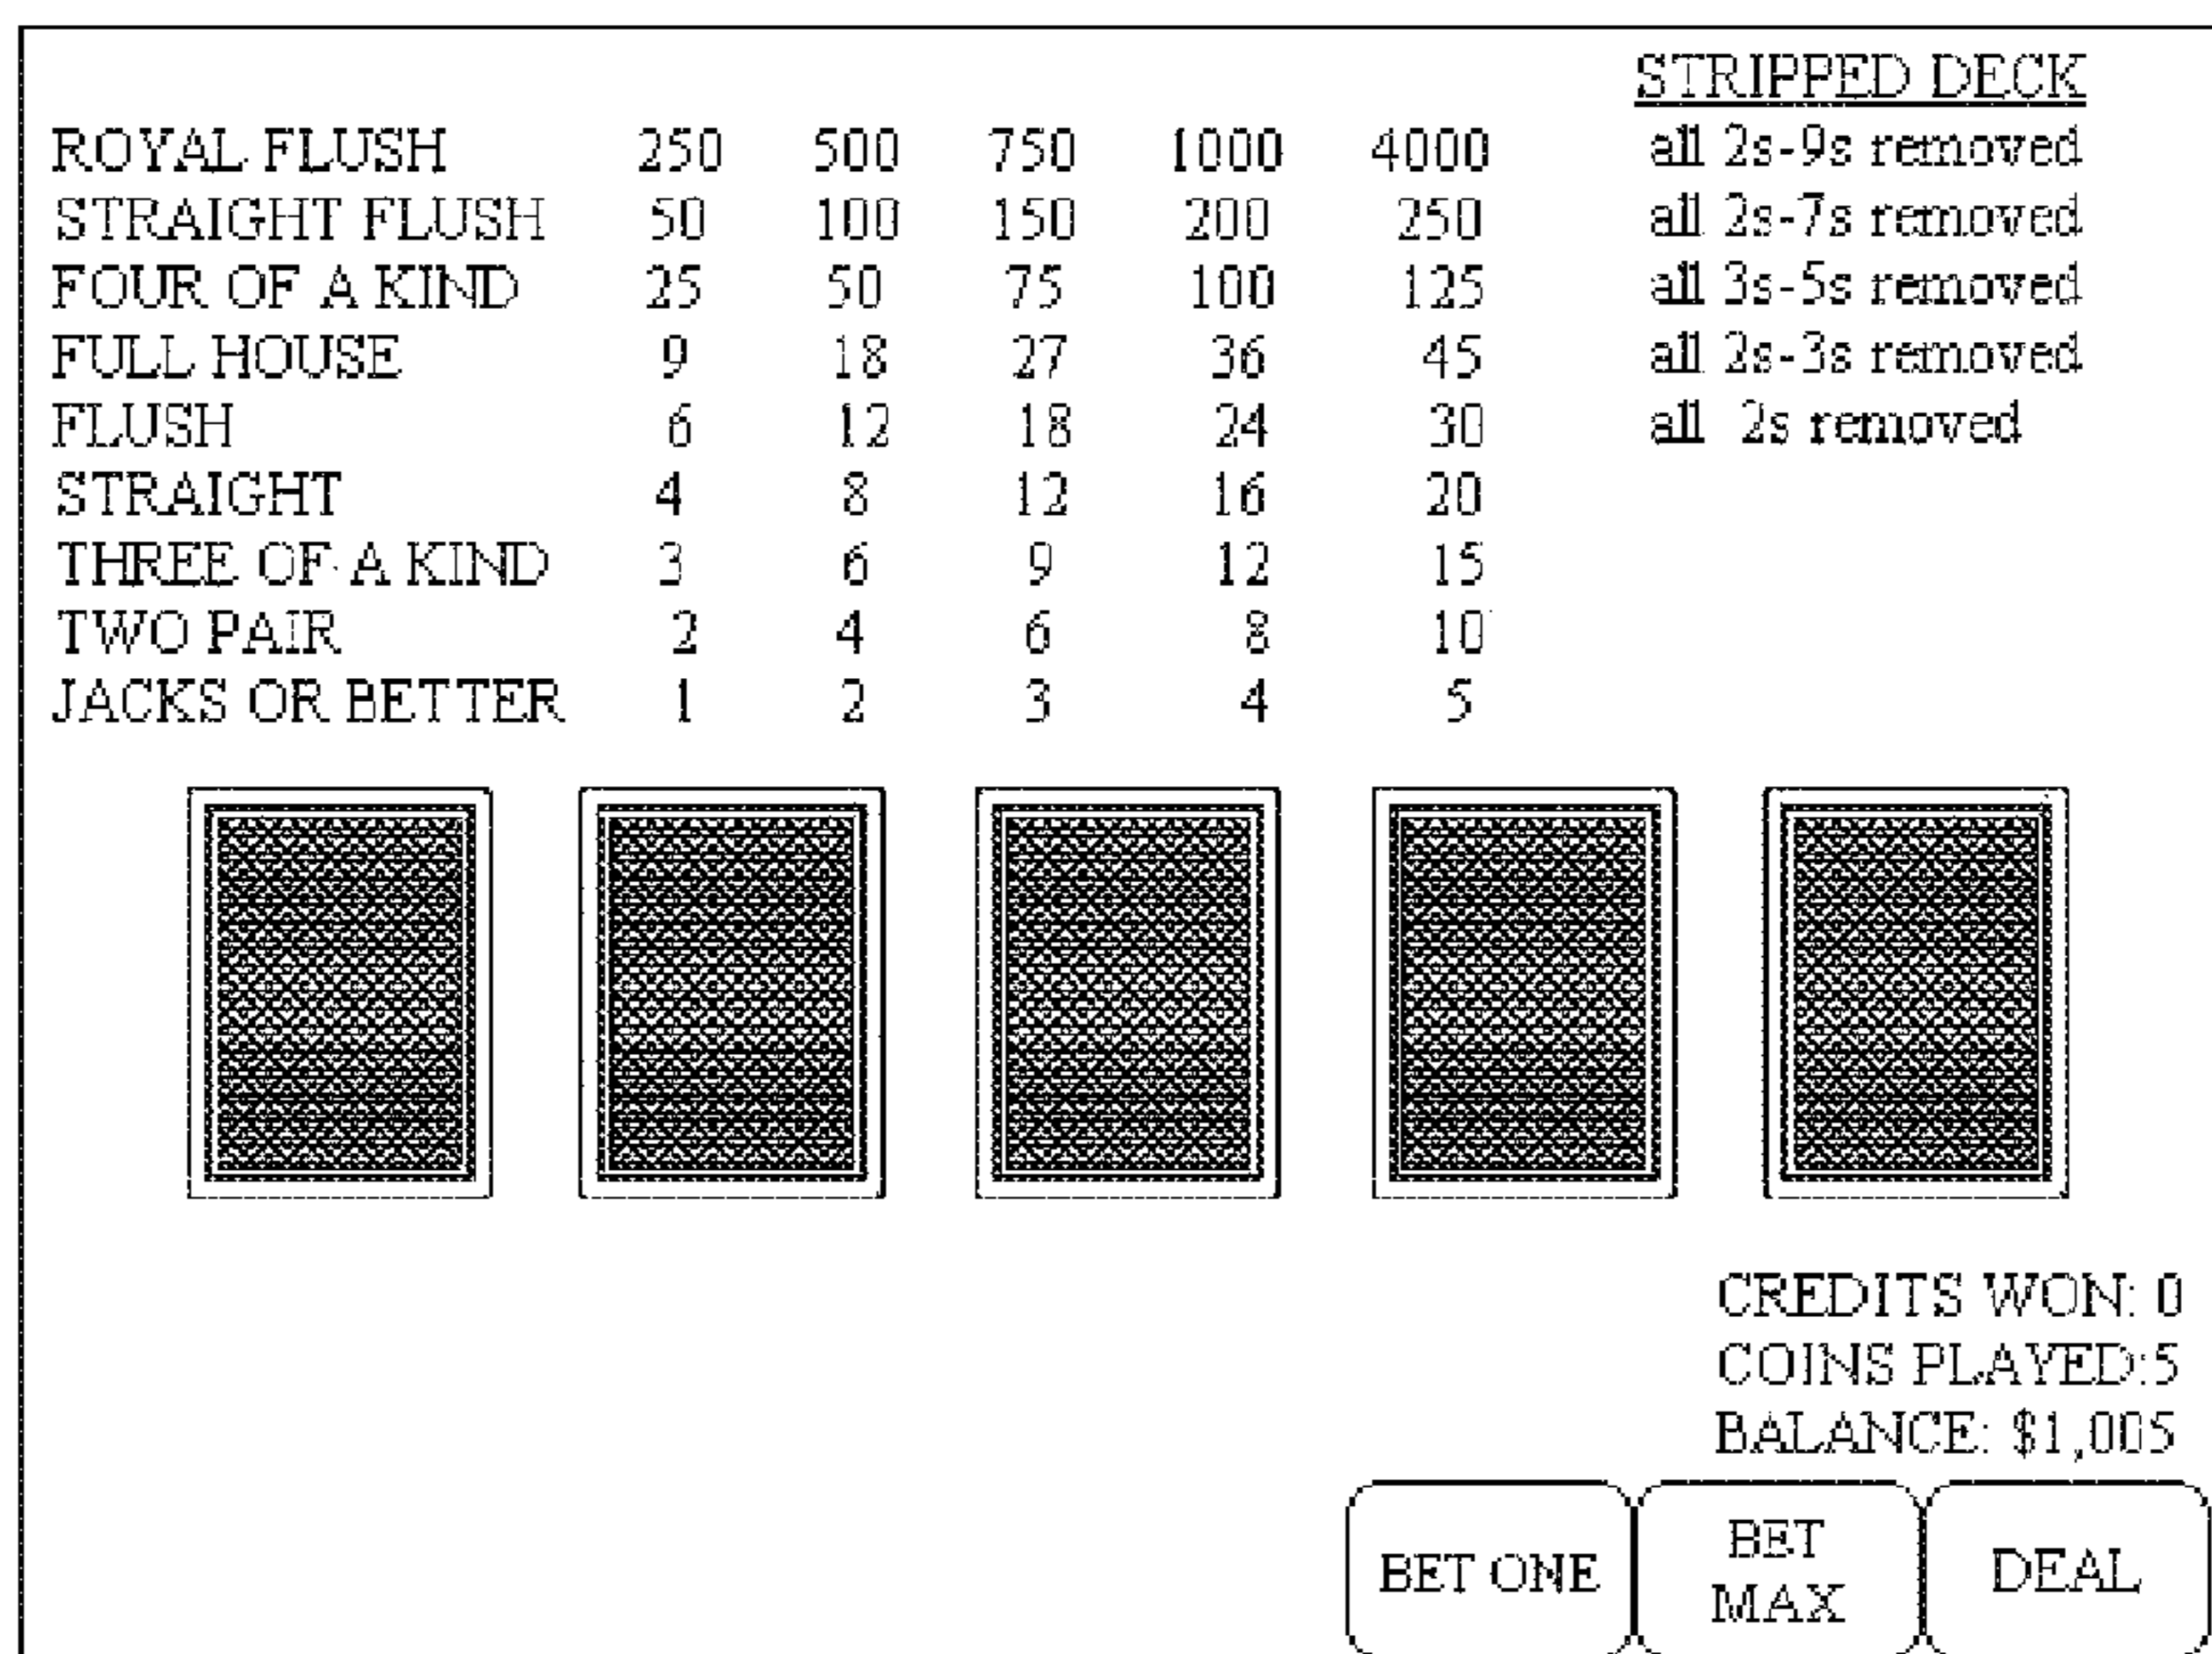 STRIPPED DECK
ROYAL FLUSH 250 500 750 1000 4000 all 2s-9s removed
STRAIGHT FLUSH 50 100 150 200 250 all 2s-7s removed
FOUR OF A KIND 25 50 75 100 125 all 3s-5s removed
FULL HOUSE 9 18 27 36 45 all 2s-3s removed
FLUSH 6 12 18 24 30 all 2s removed
STRAIGHT 4 8 12 16 20
THREE OF A KIND 3 6 9 12 15
TWO PAIR 2 4 6 8 10
JACKS OR BETTER 1 2 3 4 5
CREDITS WON: 0
COINS PLAYED:5
BALANCE: $1,005
BET ONE
BET
MAX
DEAL